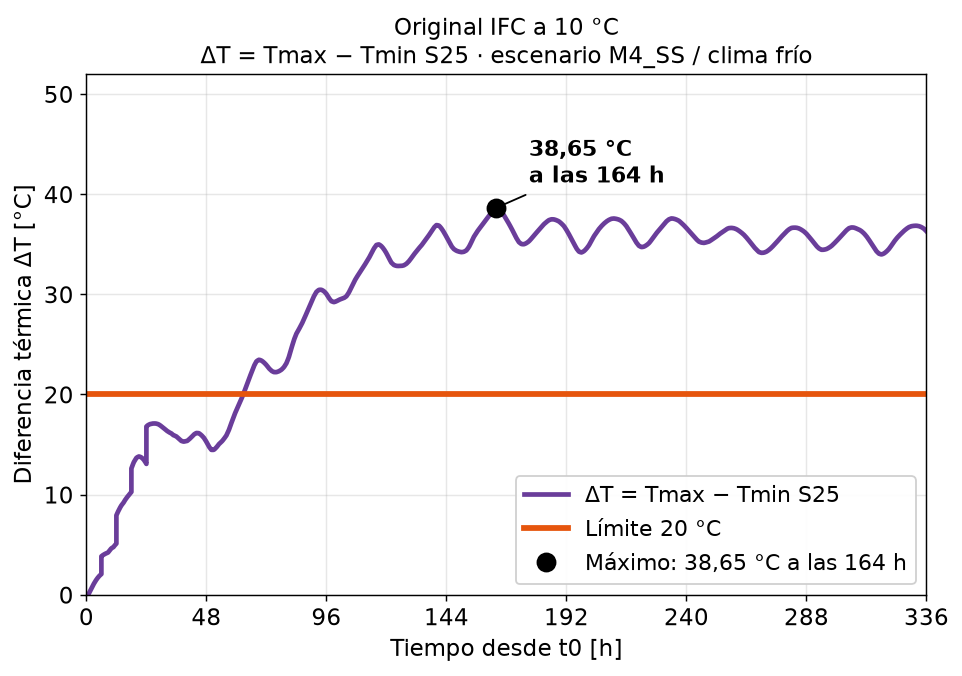 Original IFC a 10 °C
ΔT = Tmax − Tmin S25 · escenario M4_SS / clima frío
Diferencia térmica ΔT [°C]
50
40
30
20
10
0
38,65 °C
a las 164 h
ΔT = Tmax − Tmin S25
Límite 20 °C
Máximo: 38,65 °C a las 164 h
0 48 96 144 192 240 288 336
Tiempo desde t0 [h]